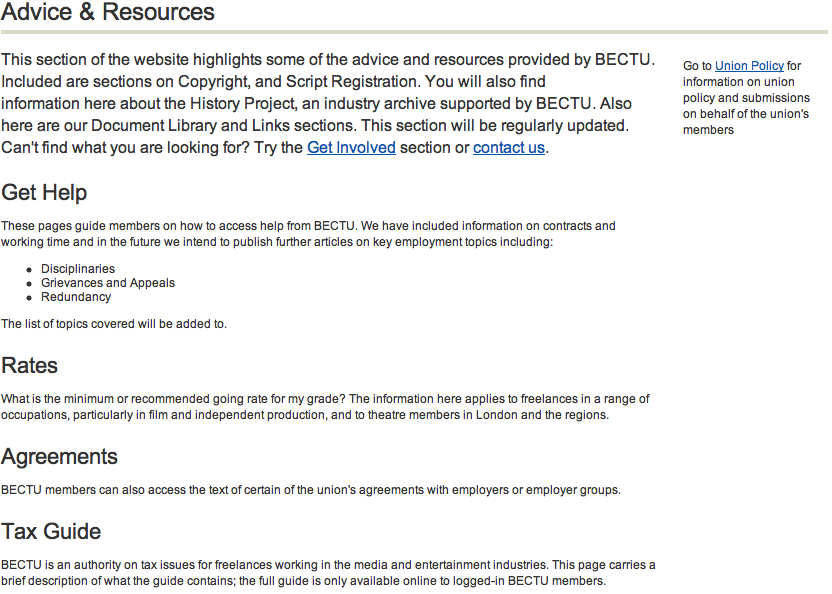 Advice & Resources
This section of the website highlights some of the advice and resources provided by BECTU.
Included are sections on Copyright, and Script Registration. You will also find
information here about the History Project, an industry archive supported by BECTU. Also
here are our Document Library and Links sections. This section will be regularly updated.
Can't find what you are looking for? Try the Get Involved section or contact us.
Go to Union Policy for
information on union
policy and submissions
on behalf of the union's
members
Get Help
These pages guide members on how to access help from BECTU. We have included information on contracts and
working time and in the future we intend to publish further articles on key employment topics including:
• Disciplinaries
• Grievances and Appeals
• Redundancy
The list of topics covered will be added to.
Rates
What is the minimum or recommended going rate for my grade? The information here applies to freelances in a range of
occupations, particularly in film and independent production, and to theatre members in London and the regions.
Agreements
BECTU members can also access the text of certain of the union's agreements with employers or employer groups.
Tax Guide
BECTU is an authority on tax issues for freelances working in the media and entertainment industries. This page carries a
brief description of what the guide contains; the full guide is only available online to logged-in BECTU members.